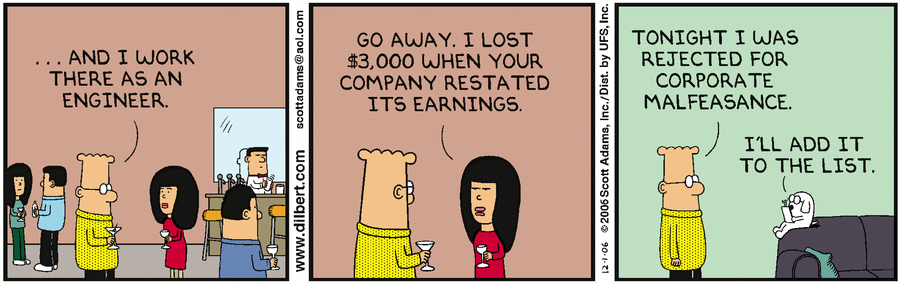 . . . AND I WORK
THERE AS AN
ENGINEER.
www.dilbert.com scottadams@aol.com
GO AWAY. I LOST
$3,000 WHEN YOUR
COMPANY RESTATED
ITS EARNINGS.
12-1-06 © 2006 Scott Adams, Inc./Dist. by UFS, Inc.
TONIGHT I WAS
REJECTED FOR
CORPORATE
MALFEASANCE.
I'LL ADD IT
TO THE LIST.